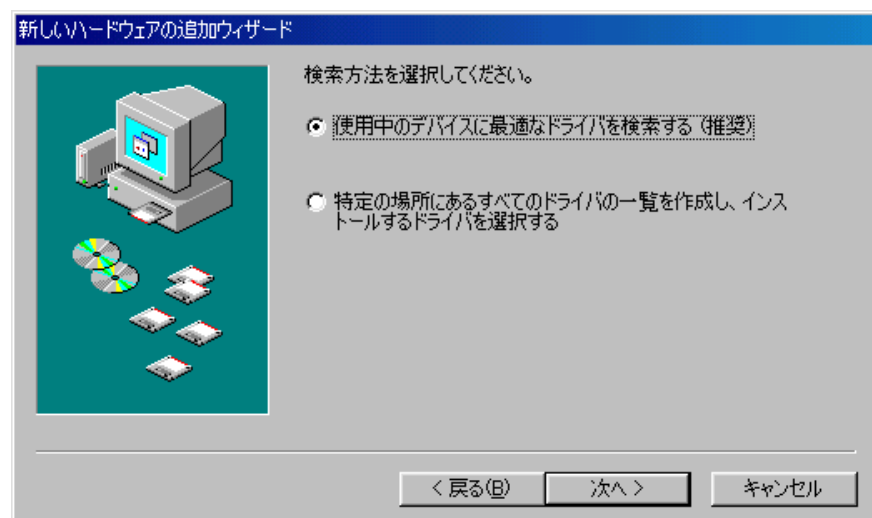 新しいハードウェアの追加ウィザード
検索方法を選択してください。
使用中のデバイスに最適なドライバを検索する (推奨)
特定の場所にあるすべてのドライバの一覧を作成し、インス
トールするドライバを選択する
< 戻る(B)
次へ >
キャンセル